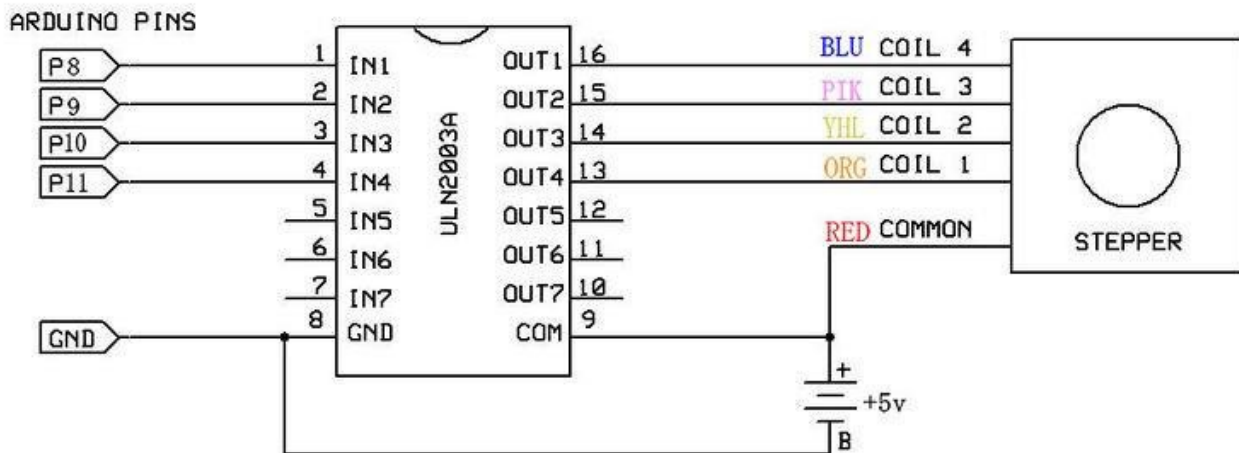 ARDUINO PINS
P8 1 IN1 OUT1 16 BLU COIL 4
P9 2 IN2 OUT2 15 PIK COIL 3
P10 3 IN3 OUT3 14 YHL COIL 2
P11 4 IN4 OUT4 13 ORG COIL 1
5 IN5 OUT5 12
6 IN6 OUT6 11 RED COMMON
7 IN7 OUT7 10
GND 8 GND COM 9
ULN2003A
STEPPER
+
+5v
B